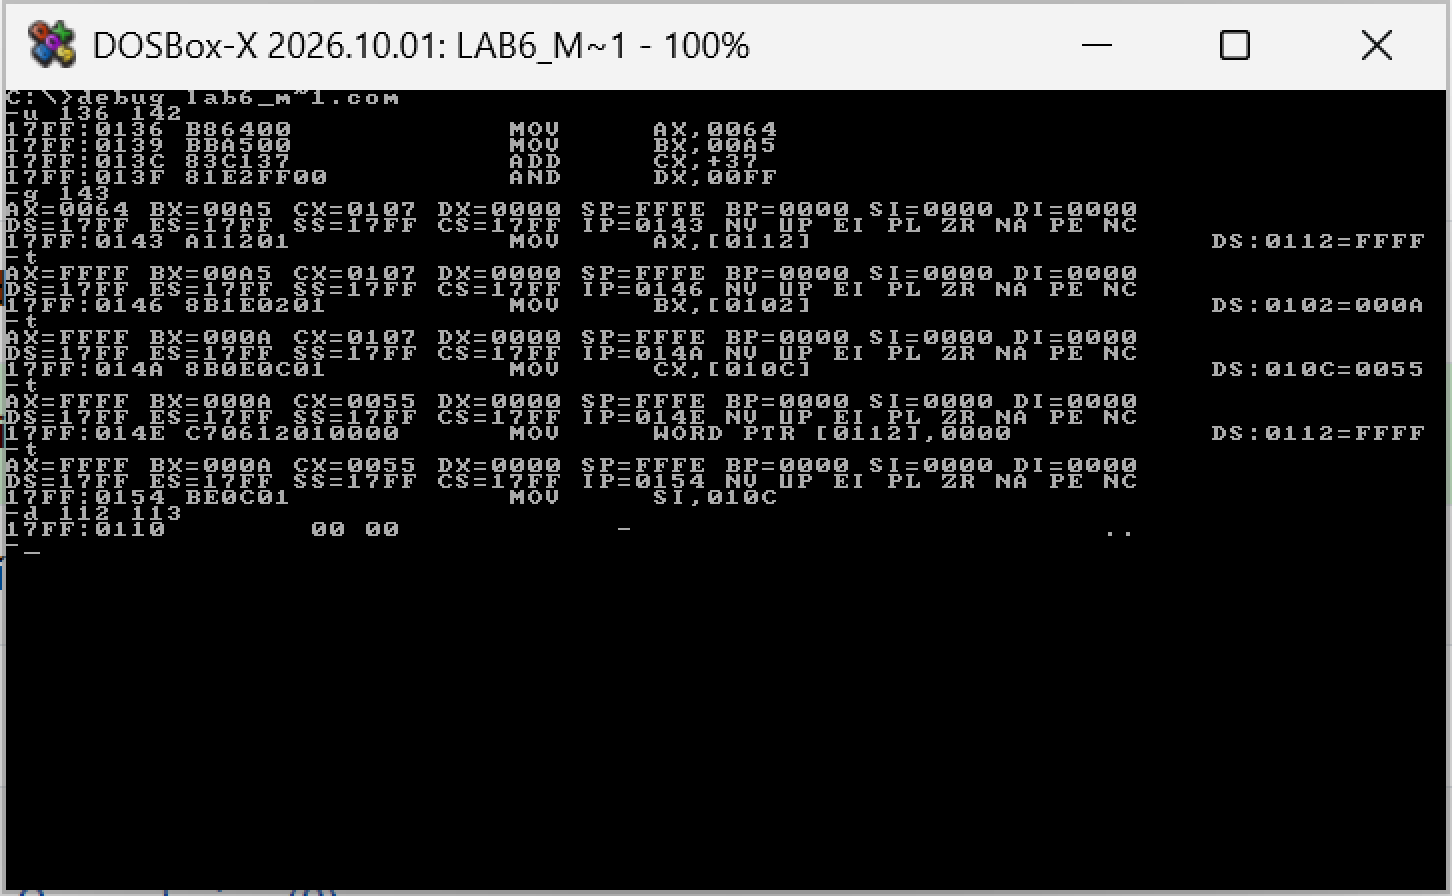 DOSBox-X 2026.10.01: LAB6_M~1 - 100%
C:\>debug lab6_m~1.com
-u 136 142
17FF:0136 B86400 MOV AX,0064
17FF:0139 BBA500 MOV BX,00A5
17FF:013C 83C137 ADD CX,+37
17FF:013F 81E2FF00 AND DX,00FF
-g 143
AX=0064 BX=00A5 CX=0107 DX=0000 SP=FFFE BP=0000 SI=0000 DI=0000
DS=17FF ES=17FF SS=17FF CS=17FF IP=0143 NV UP EI PL ZR NA PE NC
17FF:0143 A11201 MOV AX,[0112] DS:0112=FFFF
-t
AX=FFFF BX=00A5 CX=0107 DX=0000 SP=FFFE BP=0000 SI=0000 DI=0000
DS=17FF ES=17FF SS=17FF CS=17FF IP=0146 NV UP EI PL ZR NA PE NC
17FF:0146 8B1E0201 MOV BX,[0102] DS:0102=000A
-t
AX=FFFF BX=000A CX=0107 DX=0000 SP=FFFE BP=0000 SI=0000 DI=0000
DS=17FF ES=17FF SS=17FF CS=17FF IP=014A NV UP EI PL ZR NA PE NC
17FF:014A 8B0E0C01 MOV CX,[010C] DS:010C=0055
-t
AX=FFFF BX=000A CX=0055 DX=0000 SP=FFFE BP=0000 SI=0000 DI=0000
DS=17FF ES=17FF SS=17FF CS=17FF IP=014E NV UP EI PL ZR NA PE NC
17FF:014E C70612010000 MOV WORD PTR [0112],0000 DS:0112=FFFF
-t
AX=FFFF BX=000A CX=0055 DX=0000 SP=FFFE BP=0000 SI=0000 DI=0000
DS=17FF ES=17FF SS=17FF CS=17FF IP=0154 NV UP EI PL ZR NA PE NC
17FF:0154 BE0C01 MOV SI,010C
-d 112 113
17FF:0110 00 00 - ..
-_